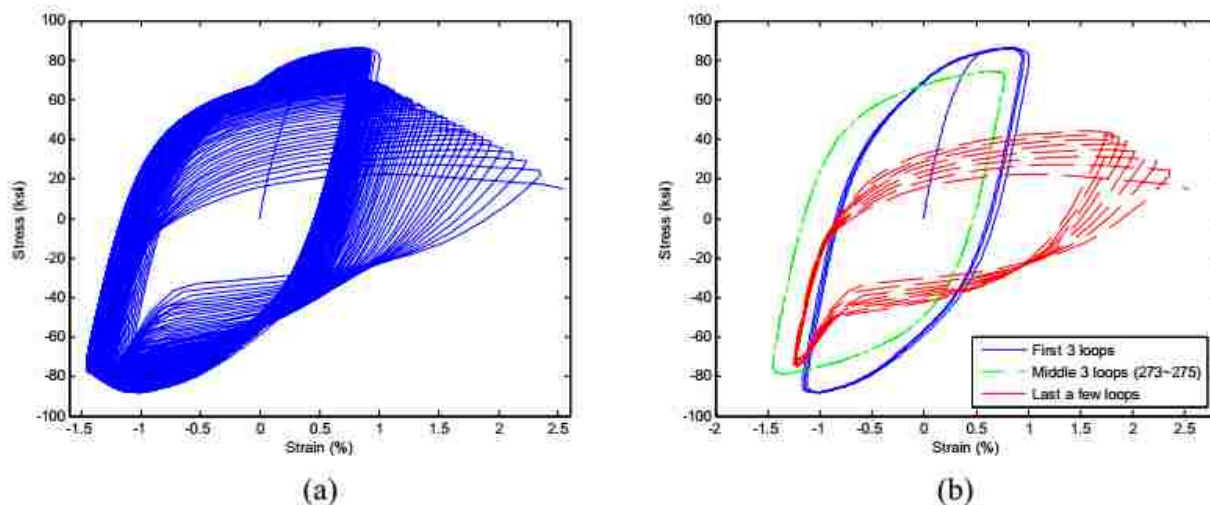 100
80
60
40
20
0
-20
-40
-60
-80
-100
Stress (ksi)
-1.5 -1 -0.5 0 0.5 1 1.5 2 2.5
Strain (%)
(a)
100
80
60
40
20
0
-20
-40
-60
-80
-100
Stress (ksi)
First 3 loops
Middle 3 loops (273~275)
Last a few loops
-2 -1.5 -1 -0.5 0 0.5 1 1.5 2 2.5
Strain (%)
(b)